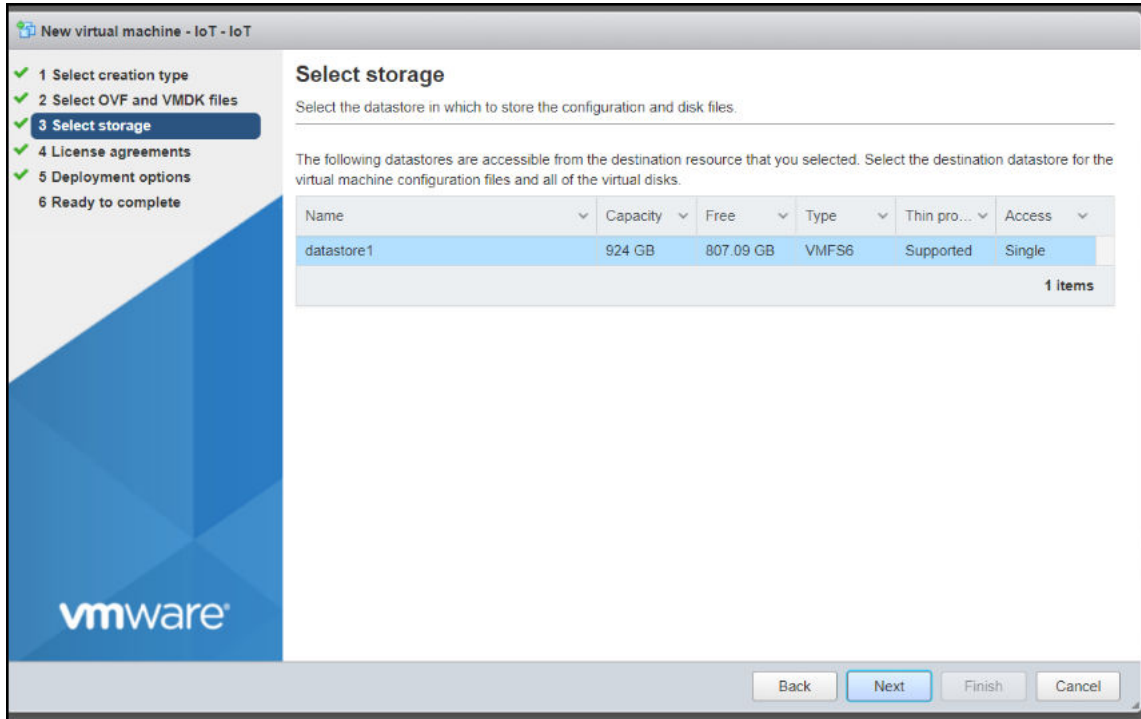 New virtual machine - IoT - IoT
1 Select creation type
2 Select OVF and VMDK files
3 Select storage
4 License agreements
5 Deployment options
6 Ready to complete
Select storage
Select the datastore in which to store the configuration and disk files.
The following datastores are accessible from the destination resource that you selected. Select the destination datastore for the
virtual machine configuration files and all of the virtual disks.
Name Capacity Free Type Thin pro... Access
datastore1 924 GB 807.09 GB VMFS6 Supported Single
1 items
vmware®
Back Next Finish Cancel